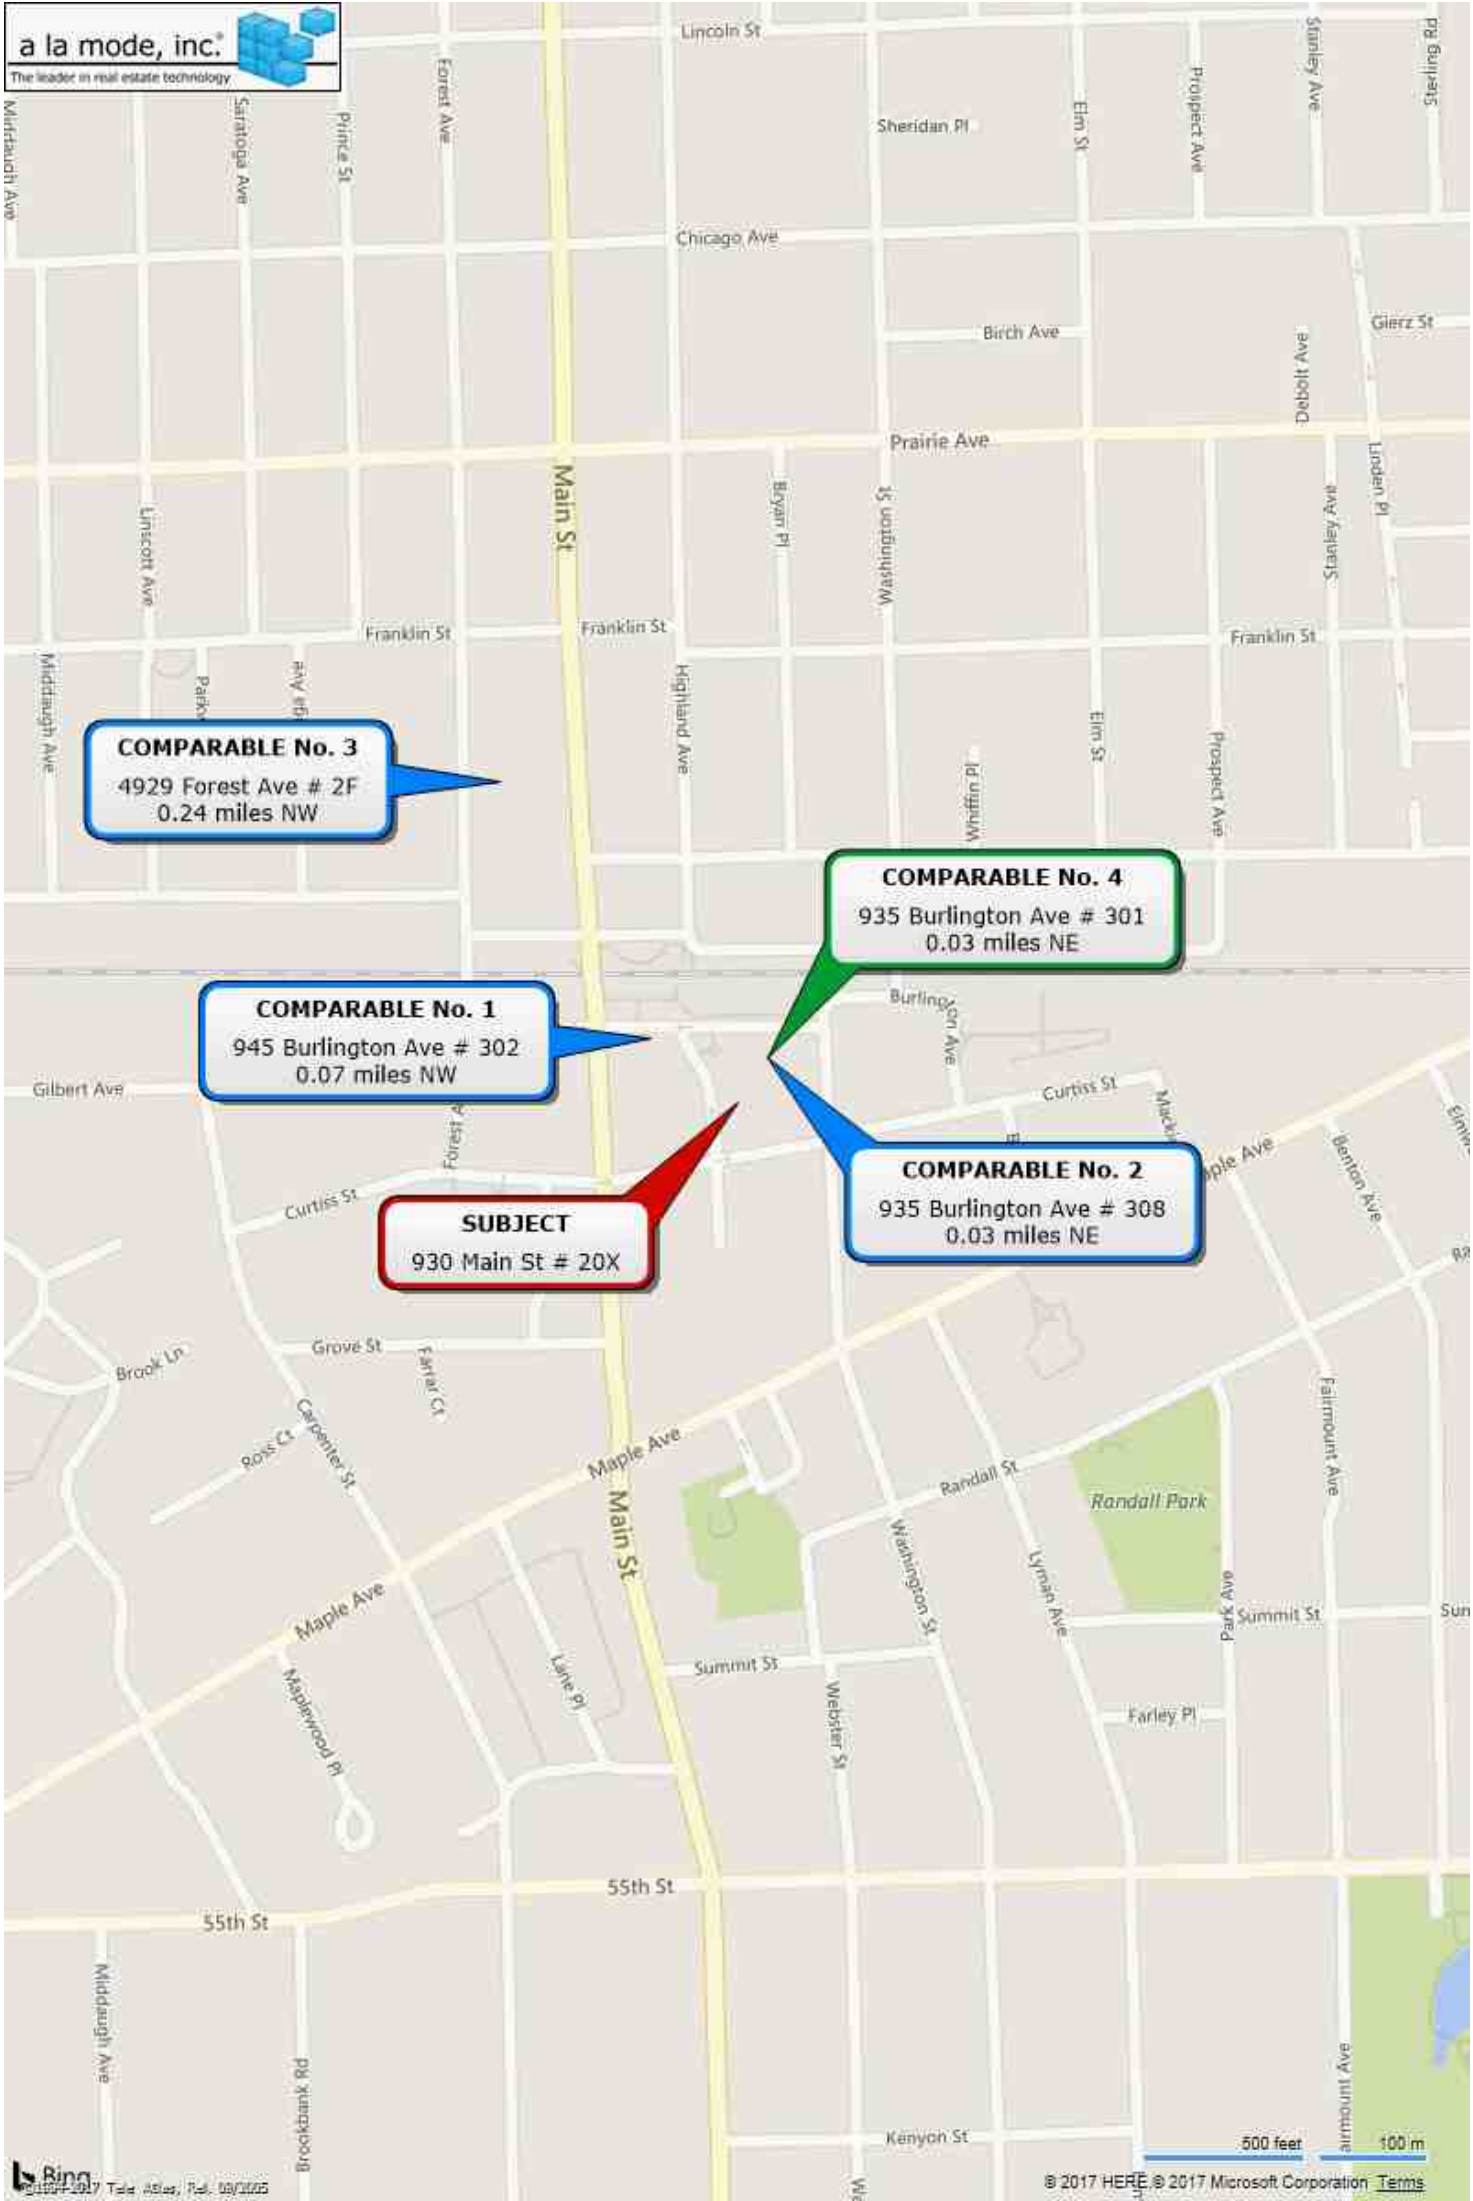 a la mode, inc.®
The leader in real estate technology
Lincoln St
Middaugh Ave
Saratoga Ave
Prince St
Forest Ave
Sheridan Pl
Elm St
Prospect Ave
Stanley Ave
Sterling Rd
Chicago Ave
Birch Ave
Gierz St
Debolt Ave
Prairie Ave
Linden Pl
Main St
Bryan Pl
Washington St
Stanley Ave
Linscott Ave
Franklin St
Franklin St
Franklin St
Middaugh Ave
Highland Ave
Elm St
Whiffin Pl
Prospect Ave
COMPARABLE No. 3
4929 Forest Ave # 2F
0.24 miles NW
COMPARABLE No. 4
935 Burlington Ave # 301
0.03 miles NE
COMPARABLE No. 1
945 Burlington Ave # 302
0.07 miles NW
Burlington Ave
Gilbert Ave
Forest A
Curtiss St
Curtiss St
COMPARABLE No. 2
935 Burlington Ave # 308
0.03 miles NE
ple Ave
Benton Ave
SUBJECT
930 Main St # 20X
Grove St
Farrar Ct
Brook Ln
Ross Ct
Carpenter St
Maple Ave
Main St
Randall St
Randall Park
Fairmount Ave
Maple Ave
Washington St
Lyman Ave
Park Ave
Summit St
Sun
Summit St
Lane Pl
Maplewood Pl
Webster St
Farley Pl
55th St
55th St
Middaugh Ave
Brookbank Rd
airmount Ave
Kenyon St
500 feet
100 m
Bing
© 2017 HERE © 2017 Microsoft Corporation Terms